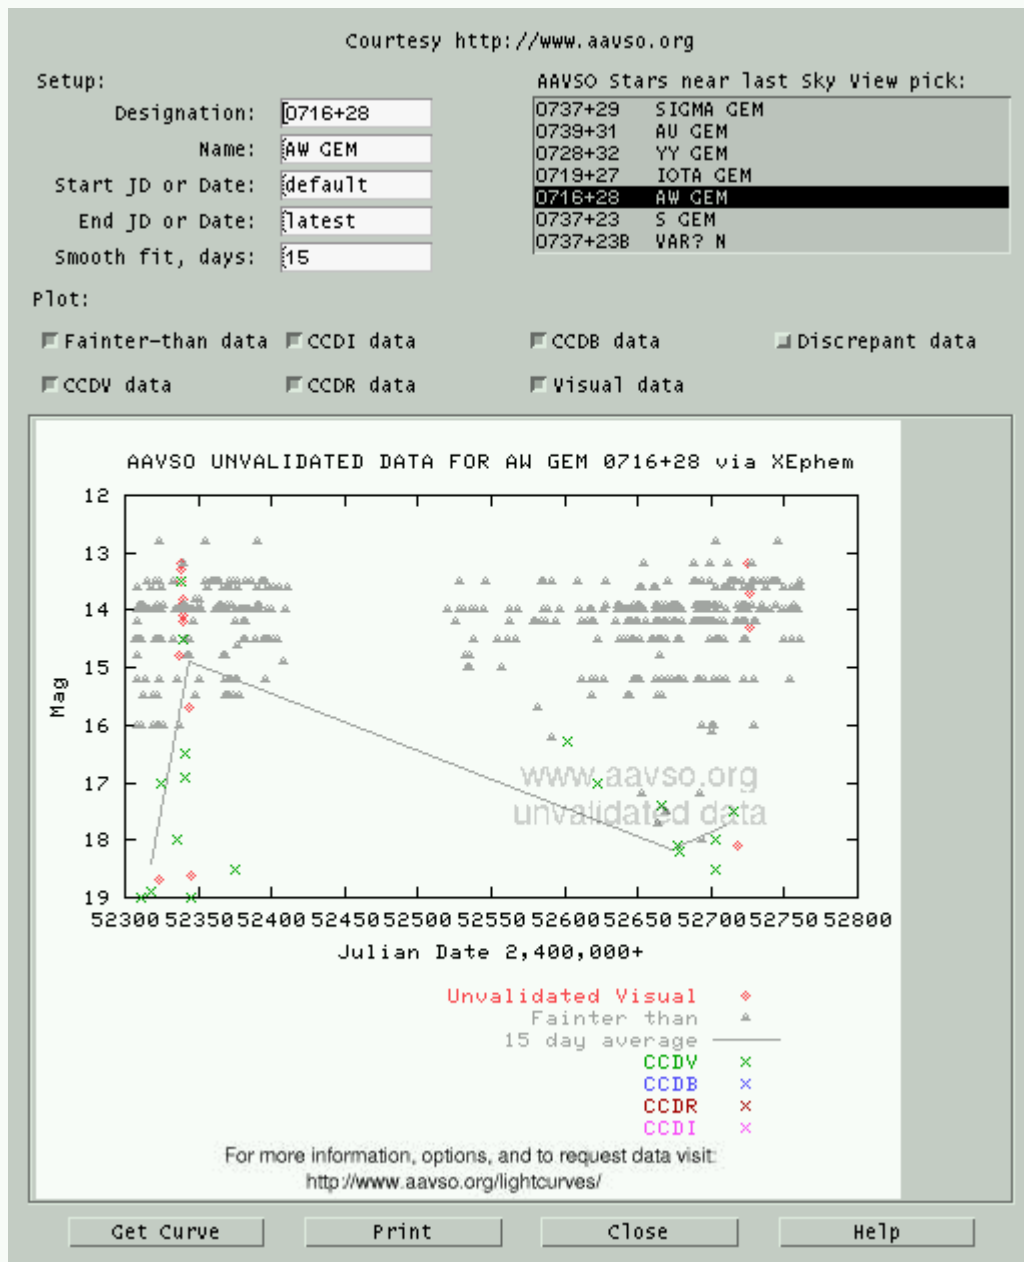 Courtesy http://www.aavso.org
Setup:
Designation: 0716+28
Name: AW GEM
Start JD or Date: default
End JD or Date: latest
Smooth fit, days: 15
AAVSO Stars near last Sky View pick:
0737+29 SIGMA GEM
0739+31 AU GEM
0728+32 YY GEM
0719+27 IOTA GEM
0716+28 AW GEM
0737+23 S GEM
0737+23B VAR? N
Plot:
Fainter-than data CCDI data CCDB data Discrepant data
CCDV data CCDR data Visual data
AAVSO UNVALIDATED DATA FOR AW GEM 0716+28 via XEphem
12
13
14
15
16
17
18
19
Mag
www.aavso.org
unvalidated data
52300 52350 52400 52450 52500 52550 52600 52650 52700 52750 52800
Julian Date 2,400,000+
Unvalidated Visual
Fainter than
15 day average
CCDV
CCDB
CCDR
CCDI
For more information, options, and to request data visit:
http://www.aavso.org/lightcurves/
Get Curve Print Close Help